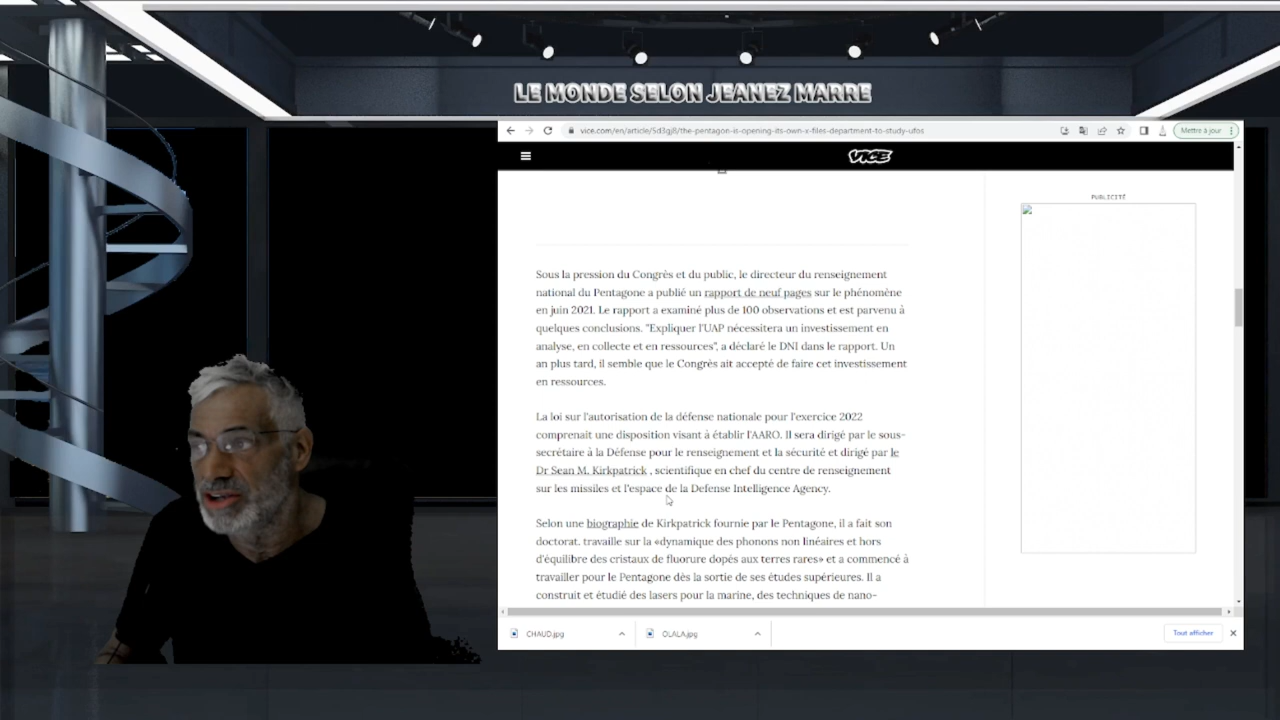 LE MONDE SELON JEANEZ MARRE
vice.com/en/article/5d3gj8/the-pentagon-is-opening-its-own-x-files-department-to-study-ufos
Mettre à jour
VICE
PUBLICITÉ
Sous la pression du Congrès et du public, le directeur du renseignement
national du Pentagone a publié un rapport de neuf pages sur le phénomène
en juin 2021. Le rapport a examiné plus de 100 observations et est parvenu à
quelques conclusions. "Expliquer l'UAP nécessitera un investissement en
analyse, en collecte et en ressources", a déclaré le DNI dans le rapport. Un
an plus tard, il semble que le Congrès ait accepté de faire cet investissement
en ressources.
La loi sur l'autorisation de la défense nationale pour l'exercice 2022
comprenait une disposition visant à établir l'AARO. Il sera dirigé par le sous-
secrétaire à la Défense pour le renseignement et la sécurité et dirigé par le
Dr Sean M. Kirkpatrick , scientifique en chef du centre de renseignement
sur les missiles et l'espace de la Defense Intelligence Agency.
Selon une biographie de Kirkpatrick fournie par le Pentagone, il a fait son
doctorat. travaille sur la «dynamique des phonons non linéaires et hors
d'équilibre des cristaux de fluorure dopés aux terres rares» et a commencé à
travailler pour le Pentagone dès la sortie de ses études supérieures. Il a
construit et étudié des lasers pour la marine, des techniques de nano-
CHAUD.jpg
OLALA.jpg
Tout afficher